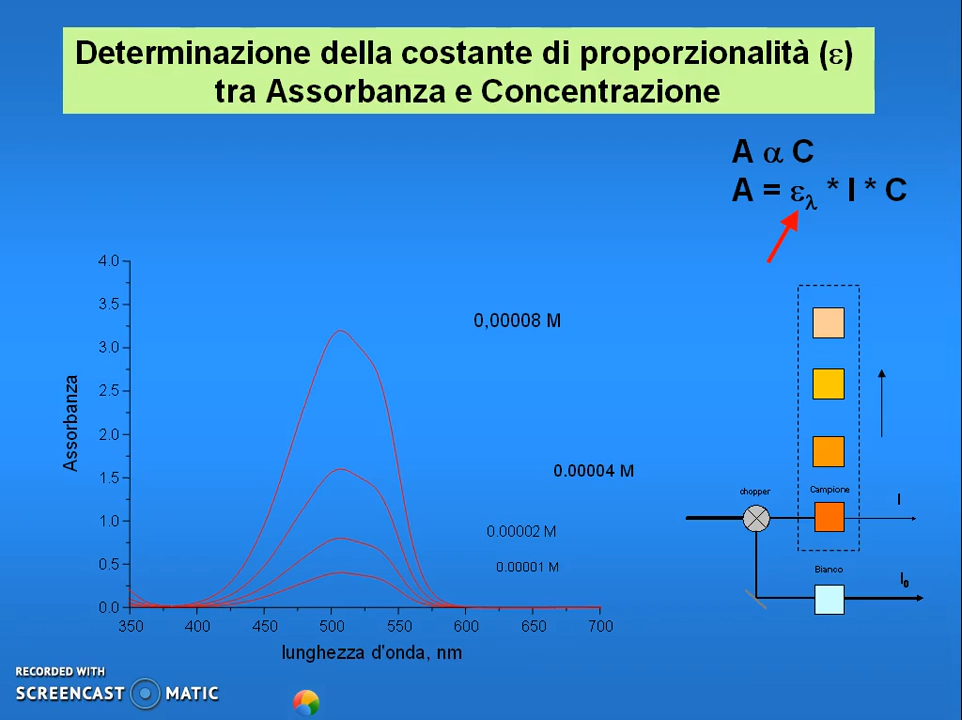 Determinazione della costante di proporzionalità (ε)
tra Assorbanza e Concentrazione
A α C
A = ελ * I * C
4.0
3.5
3.0
2.5
2.0
1.5
1.0
0.5
0.0
Assorbanza
350 400 450 500 550 600 650 700
lunghezza d'onda, nm
0,00008 M
0.00004 M
0.00002 M
0.00001 M
chopper
Campione
I
Bianco
I0
RECORDED WITH
SCREENCAST MATIC